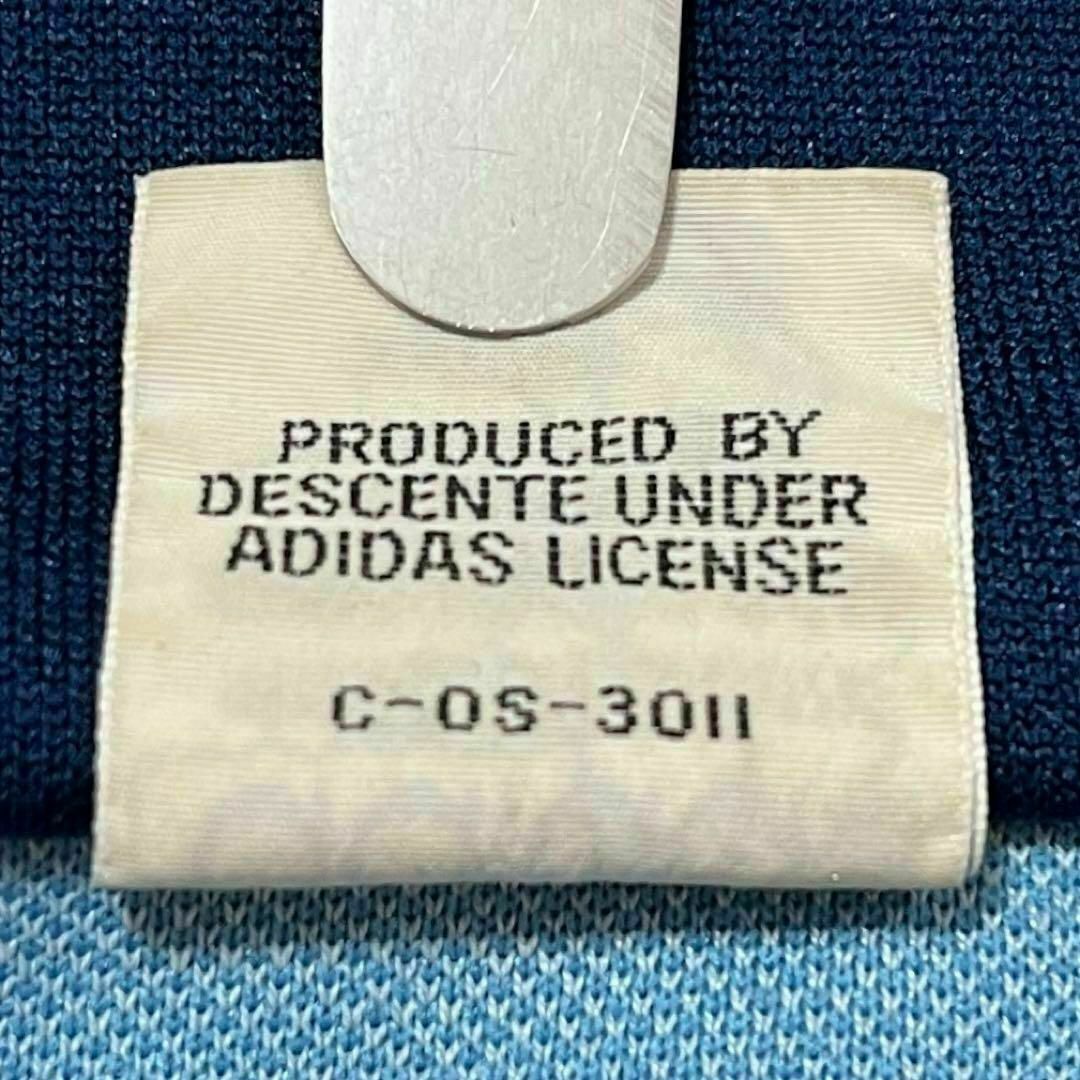 PRODUCED BY
DESCENTE UNDER
ADIDAS LICENSE
C-OS-3011